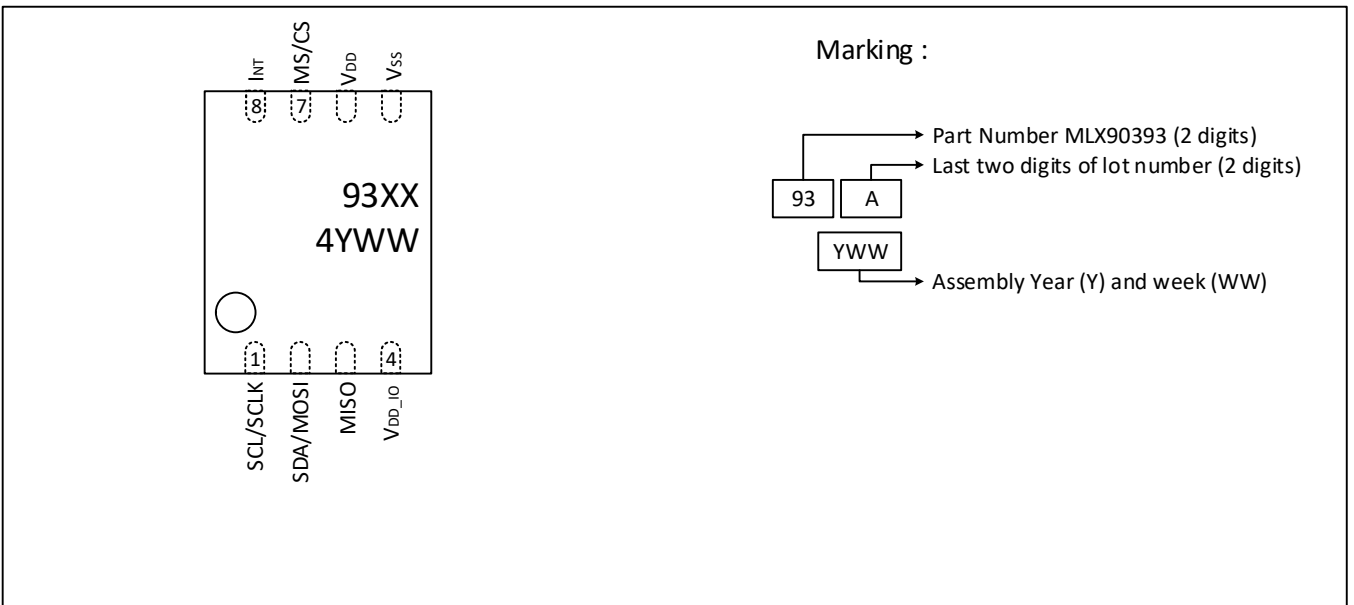 INT
MS/CS
VDD
VSS
8
7
93XX
4YWW
1
4
SCL/SCLK
SDA/MOSI
MISO
VDD_IO
Marking :
Part Number MLX90393 (2 digits)
Last two digits of lot number (2 digits)
93 A
YWW
Assembly Year (Y) and week (WW)